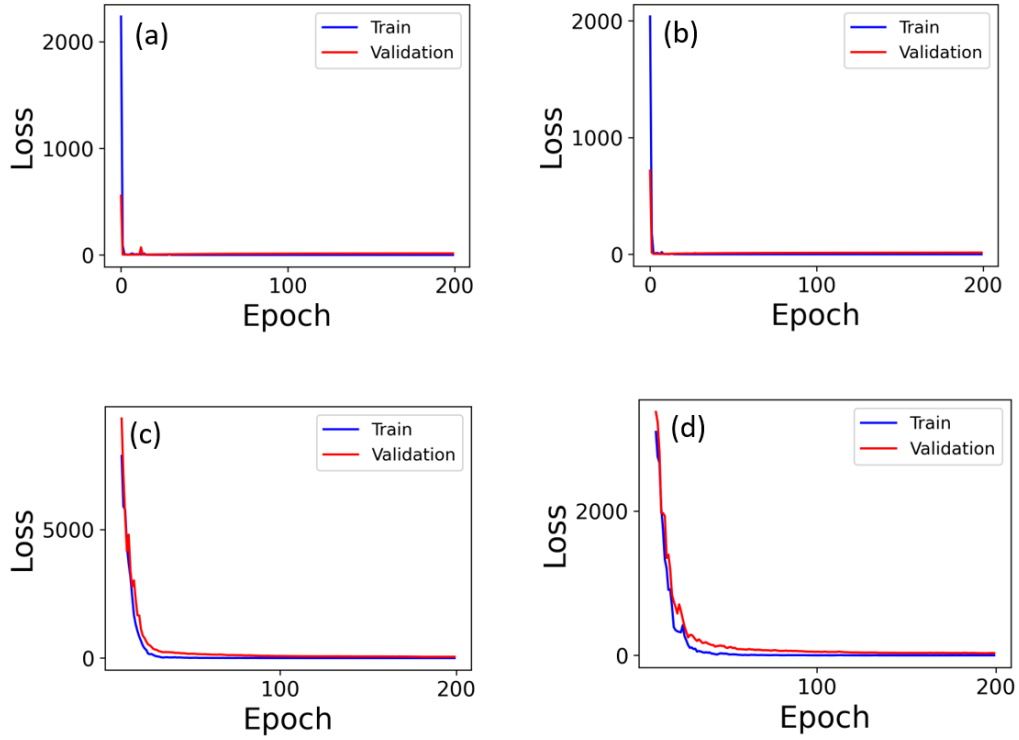 (a)
Train
Validation
2000
1000
0
Loss
0
100
200
Epoch
(b)
Train
Validation
2000
1000
0
Loss
0
100
200
Epoch
(c)
Train
Validation
5000
0
Loss
100
200
Epoch
(d)
Train
Validation
2000
0
Loss
100
200
Epoch